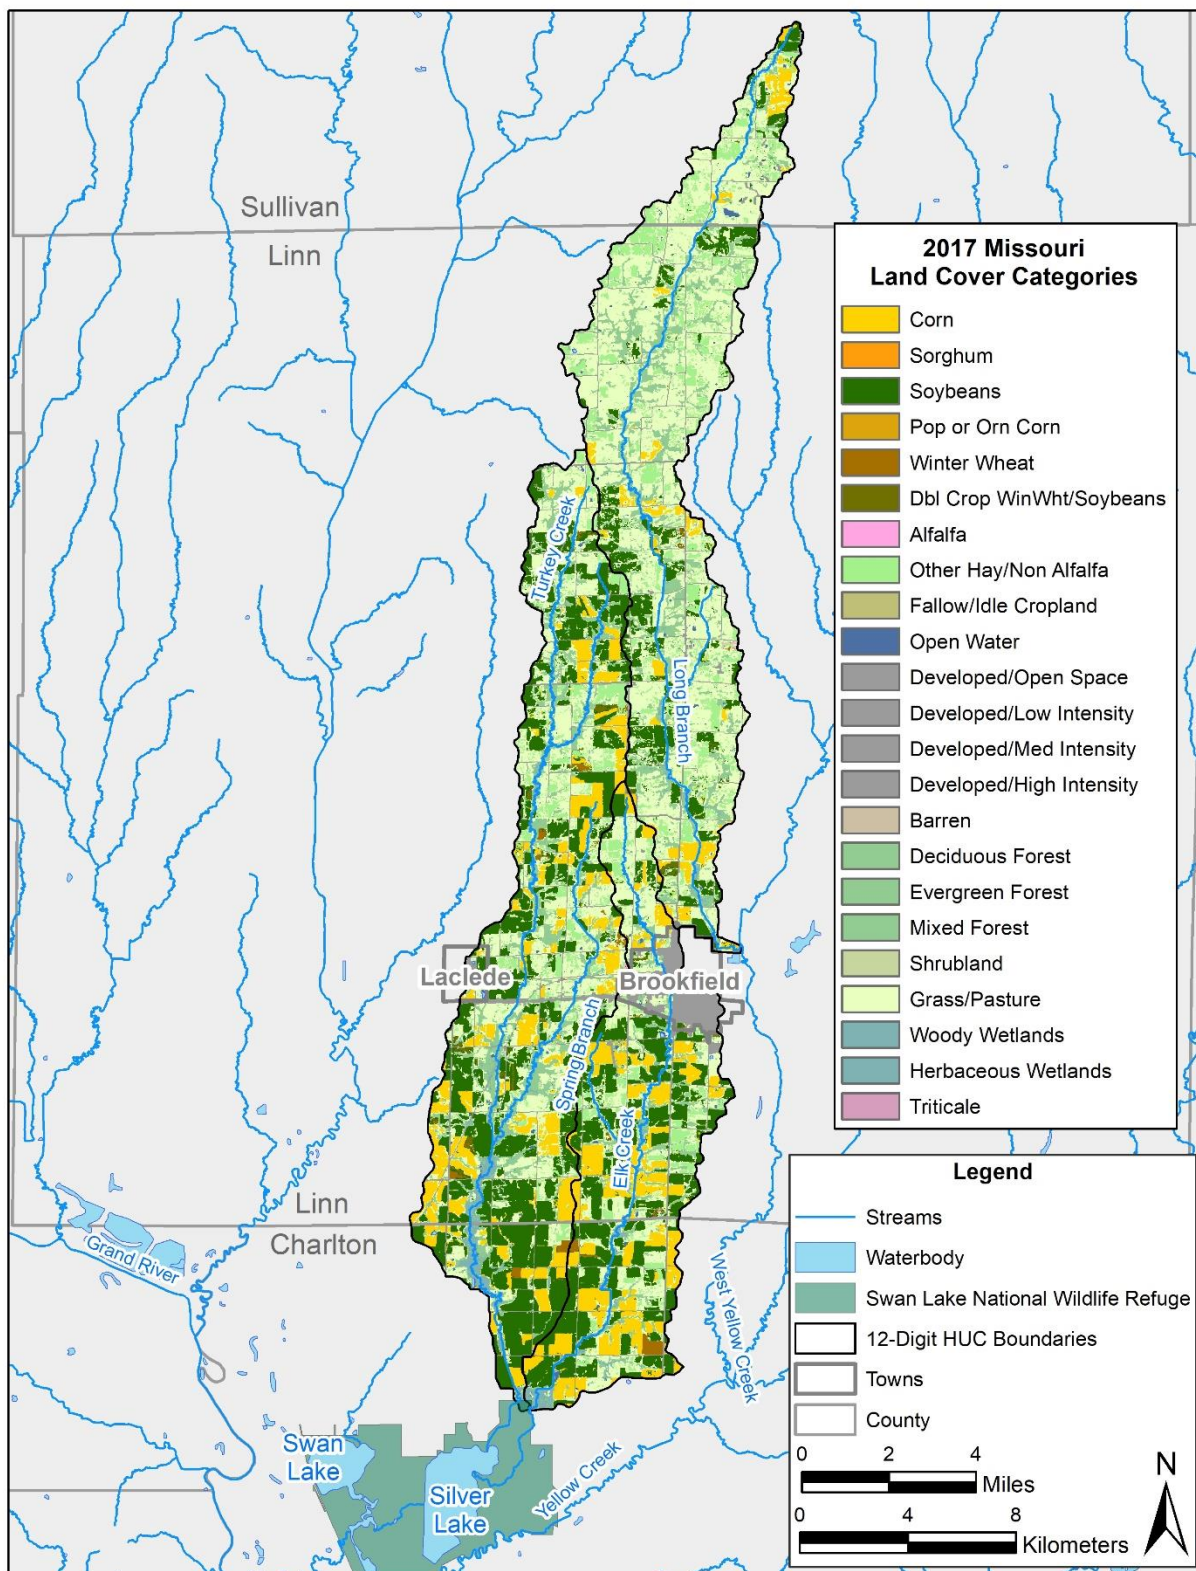 Sullivan
Linn
2017 Missouri
Land Cover Categories
Corn
Sorghum
Soybeans
Pop or Orn Corn
Winter Wheat
Dbl Crop WinWht/Soybeans
Alfalfa
Other Hay/Non Alfalfa
Fallow/Idle Cropland
Open Water
Developed/Open Space
Developed/Low Intensity
Developed/Med Intensity
Developed/High Intensity
Barren
Deciduous Forest
Evergreen Forest
Mixed Forest
Shrubland
Grass/Pasture
Woody Wetlands
Herbaceous Wetlands
Triticale
Turkey Creek
Long Branch
Laclede
Brookfield
Spring Branch
Elk Creek
Linn
Charlton
Grand River
West Yellow Creek
Yellow Creek
Swan
Lake
Silver
Lake
Legend
Streams
Waterbody
Swan Lake National Wildlife Refuge
12-Digit HUC Boundaries
Towns
County
0 2 4
Miles
0 4 8
Kilometers
N